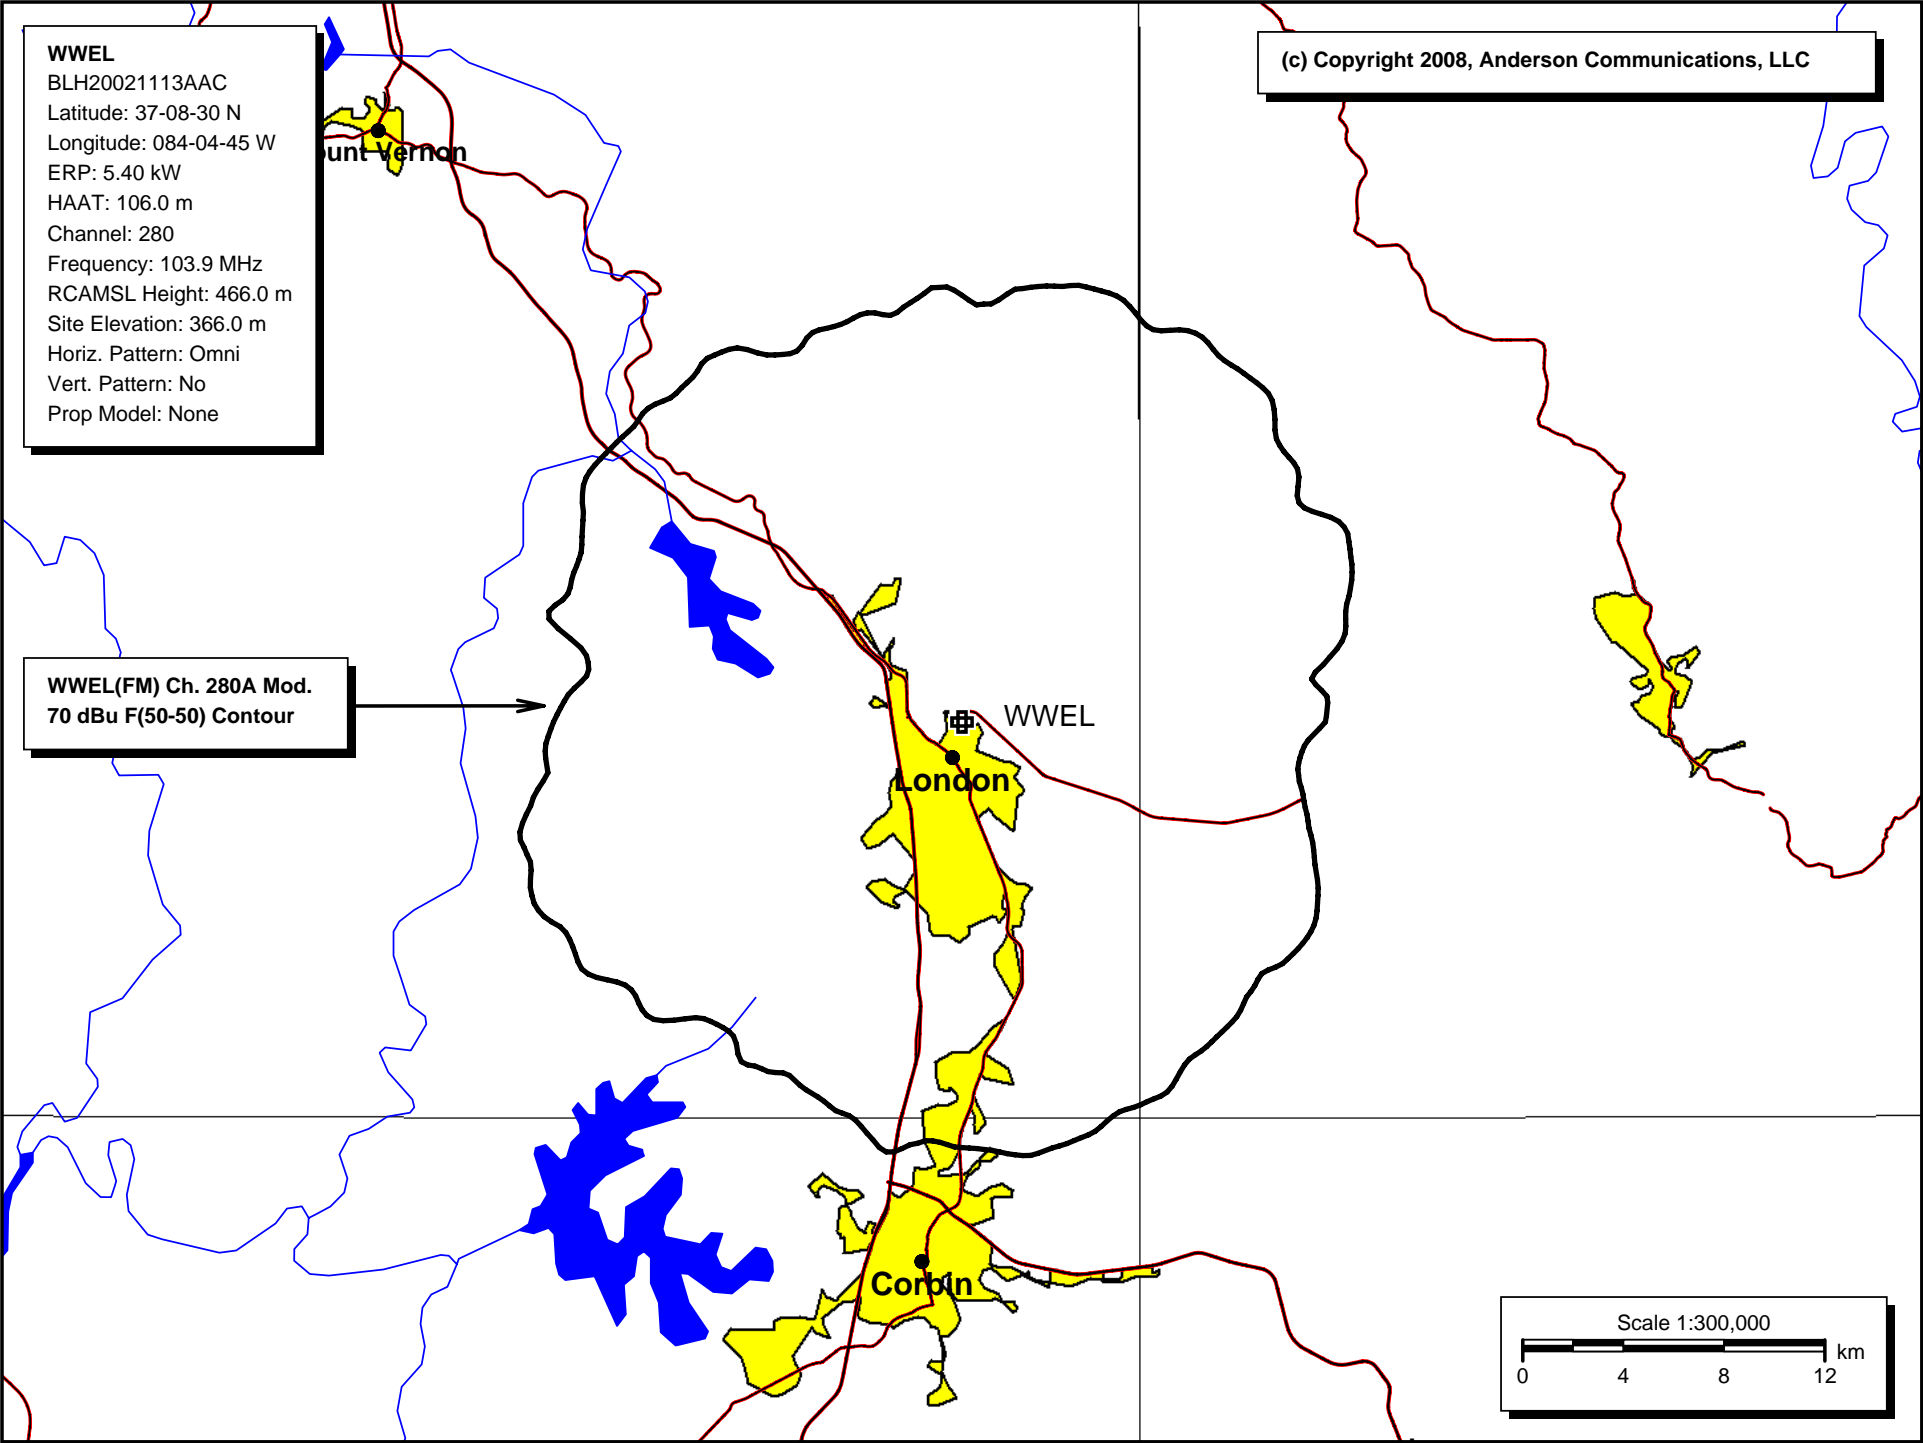 WWEL
BLH20021113AAC
Latitude: 37-08-30 N
Longitude: 084-04-45 W
ERP: 5.40 kW
HAAT: 106.0 m
Channel: 280
Frequency: 103.9 MHz
RCAMSL Height: 466.0 m
Site Elevation: 366.0 m
Horiz. Pattern: Omni
Vert. Pattern: No
Prop Model: None
(c) Copyright 2008, Anderson Communications, LLC
ount Vernon
WWEL(FM) Ch. 280A Mod.
70 dBu F(50-50) Contour
WWEL
London
Corbin
Scale 1:300,000
km
0 4 8 12